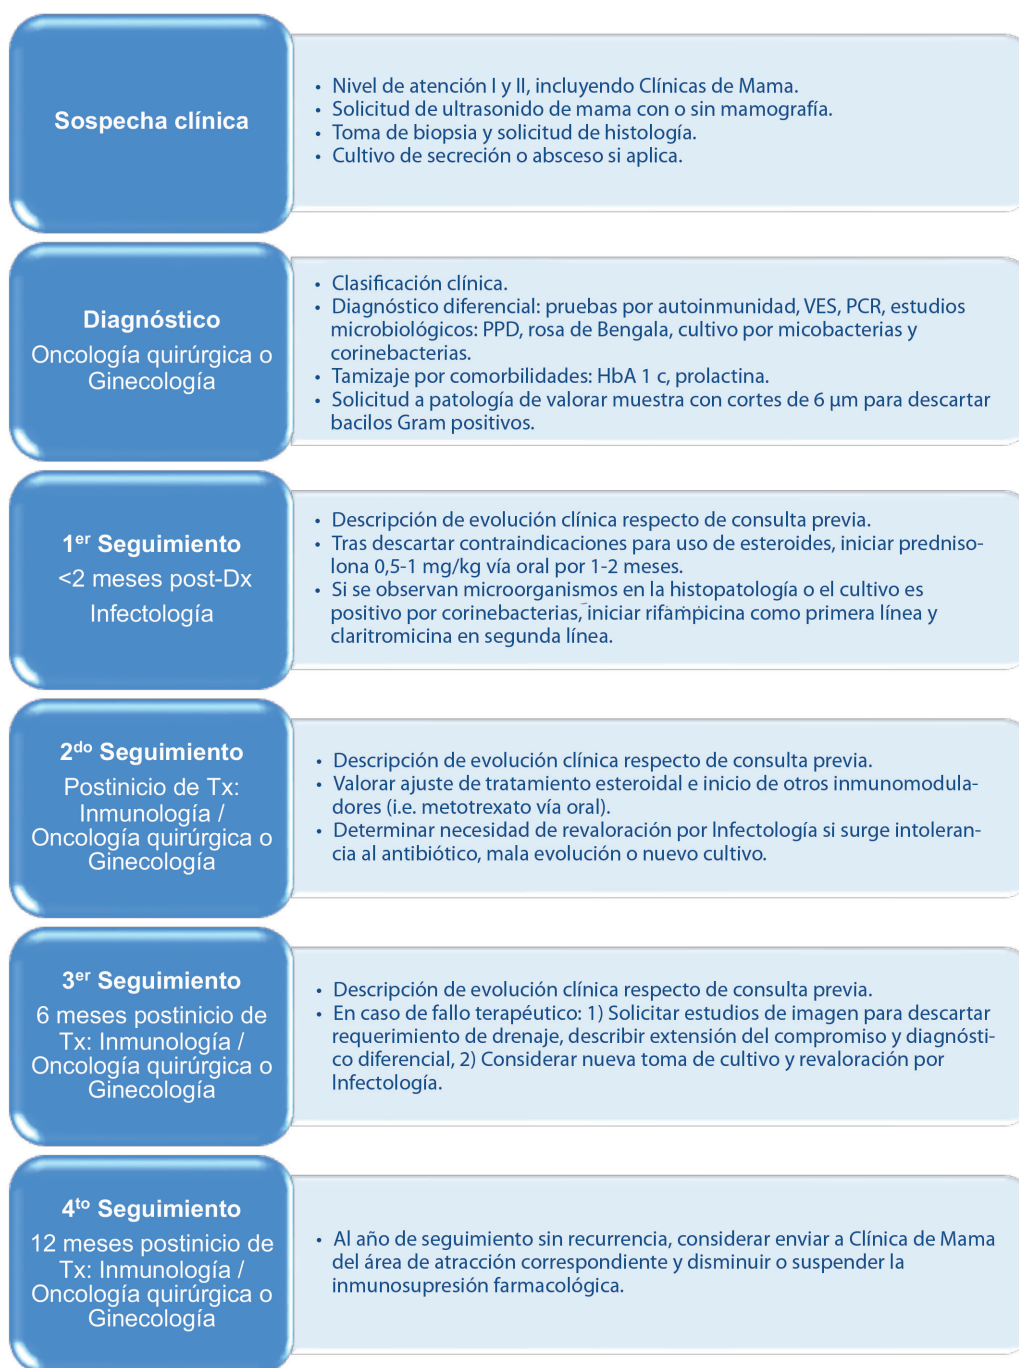 Sospecha clínica
• Nivel de atención I y II, incluyendo Clínicas de Mama.
• Solicitud de ultrasonido de mama con o sin mamografía.
• Toma de biopsia y solicitud de histología.
• Cultivo de secreción o absceso si aplica.
Diagnóstico
Oncología quirúrgica o
Ginecología
• Clasificación clínica.
• Diagnóstico diferencial: pruebas por autoinmunidad, VES, PCR, estudios
microbiológicos: PPD, rosa de Bengala, cultivo por micobacterias y
corinebacterias.
• Tamizaje por comorbilidades: HbA 1 c, prolactina.
• Solicitud a patología de valorar muestra con cortes de 6 µm para descartar
bacilos Gram positivos.
1er Seguimiento
<2 meses post-Dx
Infectología
• Descripción de evolución clínica respecto de consulta previa.
• Tras descartar contraindicaciones para uso de esteroides, iniciar predniso-
lona 0,5-1 mg/kg vía oral por 1-2 meses.
• Si se observan microorganismos en la histopatología o el cultivo es
positivo por corinebacterias, iniciar rifampicina como primera línea y
claritromicina en segunda línea.
2do Seguimiento
Postinicio de Tx:
Inmunología /
Oncología quirúrgica o
Ginecología
• Descripción de evolución clínica respecto de consulta previa.
• Valorar ajuste de tratamiento esteroidal e inicio de otros inmunomodula-
dores (i.e. metotrexato vía oral).
• Determinar necesidad de revaloración por Infectología si surge intoleran-
cia al antibiótico, mala evolución o nuevo cultivo.
3er Seguimiento
6 meses postinicio de
Tx: Inmunología /
Oncología quirúrgica o
Ginecología
• Descripción de evolución clínica respecto de consulta previa.
• En caso de fallo terapéutico: 1) Solicitar estudios de imagen para descartar
requerimiento de drenaje, describir extensión del compromiso y diagnósti-
co diferencial, 2) Considerar nueva toma de cultivo y revaloración por
Infectología.
4to Seguimiento
12 meses postinicio de
Tx: Inmunología /
Oncología quirúrgica o
Ginecología
• Al año de seguimiento sin recurrencia, considerar enviar a Clínica de Mama
del área de atracción correspondiente y disminuir o suspender la
inmunosupresión farmacológica.